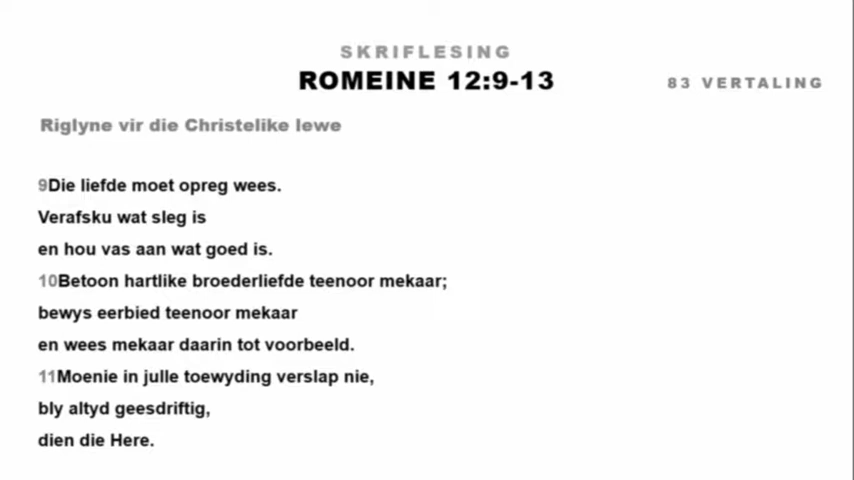 SKRIFLESING
ROMEINE 12:9-13
83 VERTALING
Riglyne vir die Christelike lewe
9Die liefde moet opreg wees.
Verafsku wat sleg is
en hou vas aan wat goed is.
10Betoon hartlike broederliefde teenoor mekaar;
bewys eerbied teenoor mekaar
en wees mekaar daarin tot voorbeeld.
11Moenie in julle toewyding verslap nie,
bly altyd geesdriftig,
dien die Here.